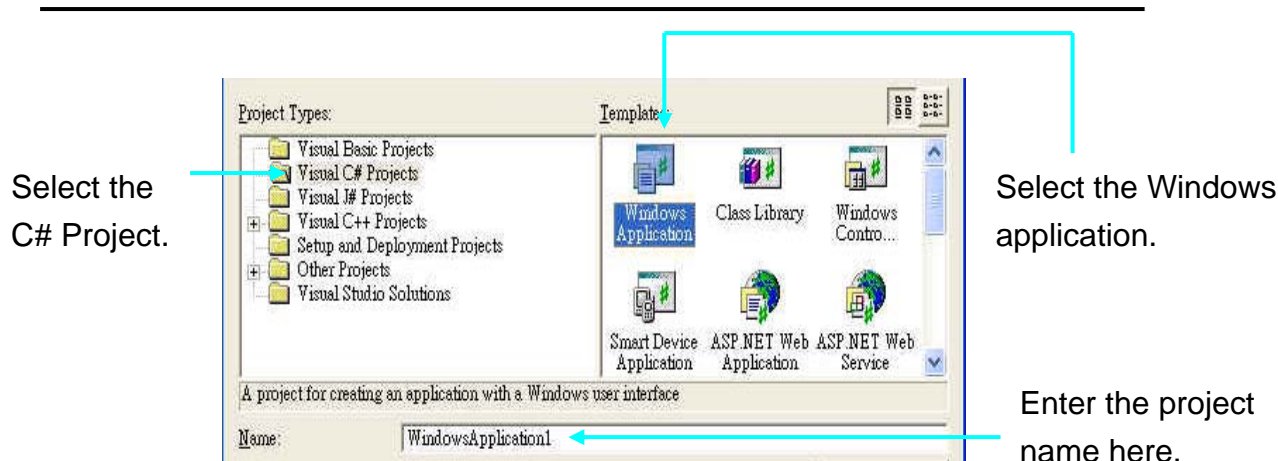 Project Types:
Templates:
Visual Basic Projects
Visual C# Projects
Visual J# Projects
Visual C++ Projects
Setup and Deployment Projects
Other Projects
Visual Studio Solutions
Windows
Application
Class Library
Windows
Contro...
Smart Device
Application
ASP.NET Web
Application
ASP.NET Web
Service
A project for creating an application with a Windows user interface
Name:
WindowsApplication1
Select the
C# Project.
Select the Windows
application.
Enter the project
name here.